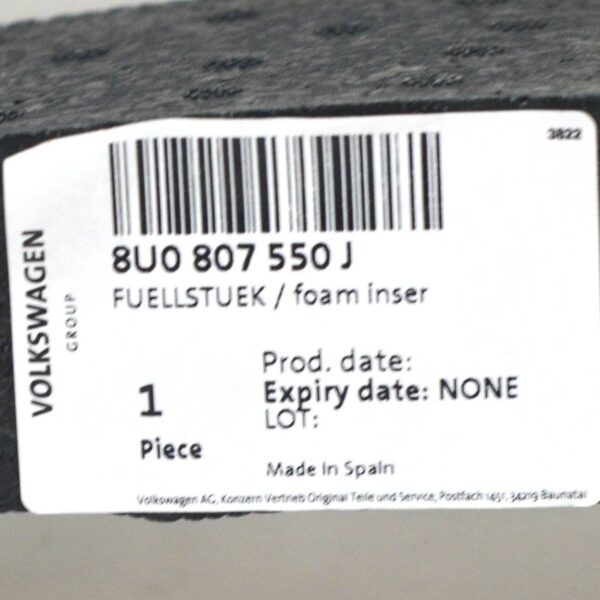 3822
8U0 807 550 J
FUELLSTUEK / foam inser
VOLKSWAGEN
GROUP
Prod. date:
1
Expiry date: NONE
LOT:
Piece
Made in Spain
Volkswagen AG, Konzern Vertrieb Original Teile und Service, Postfach 1451, 34219 Baunatal